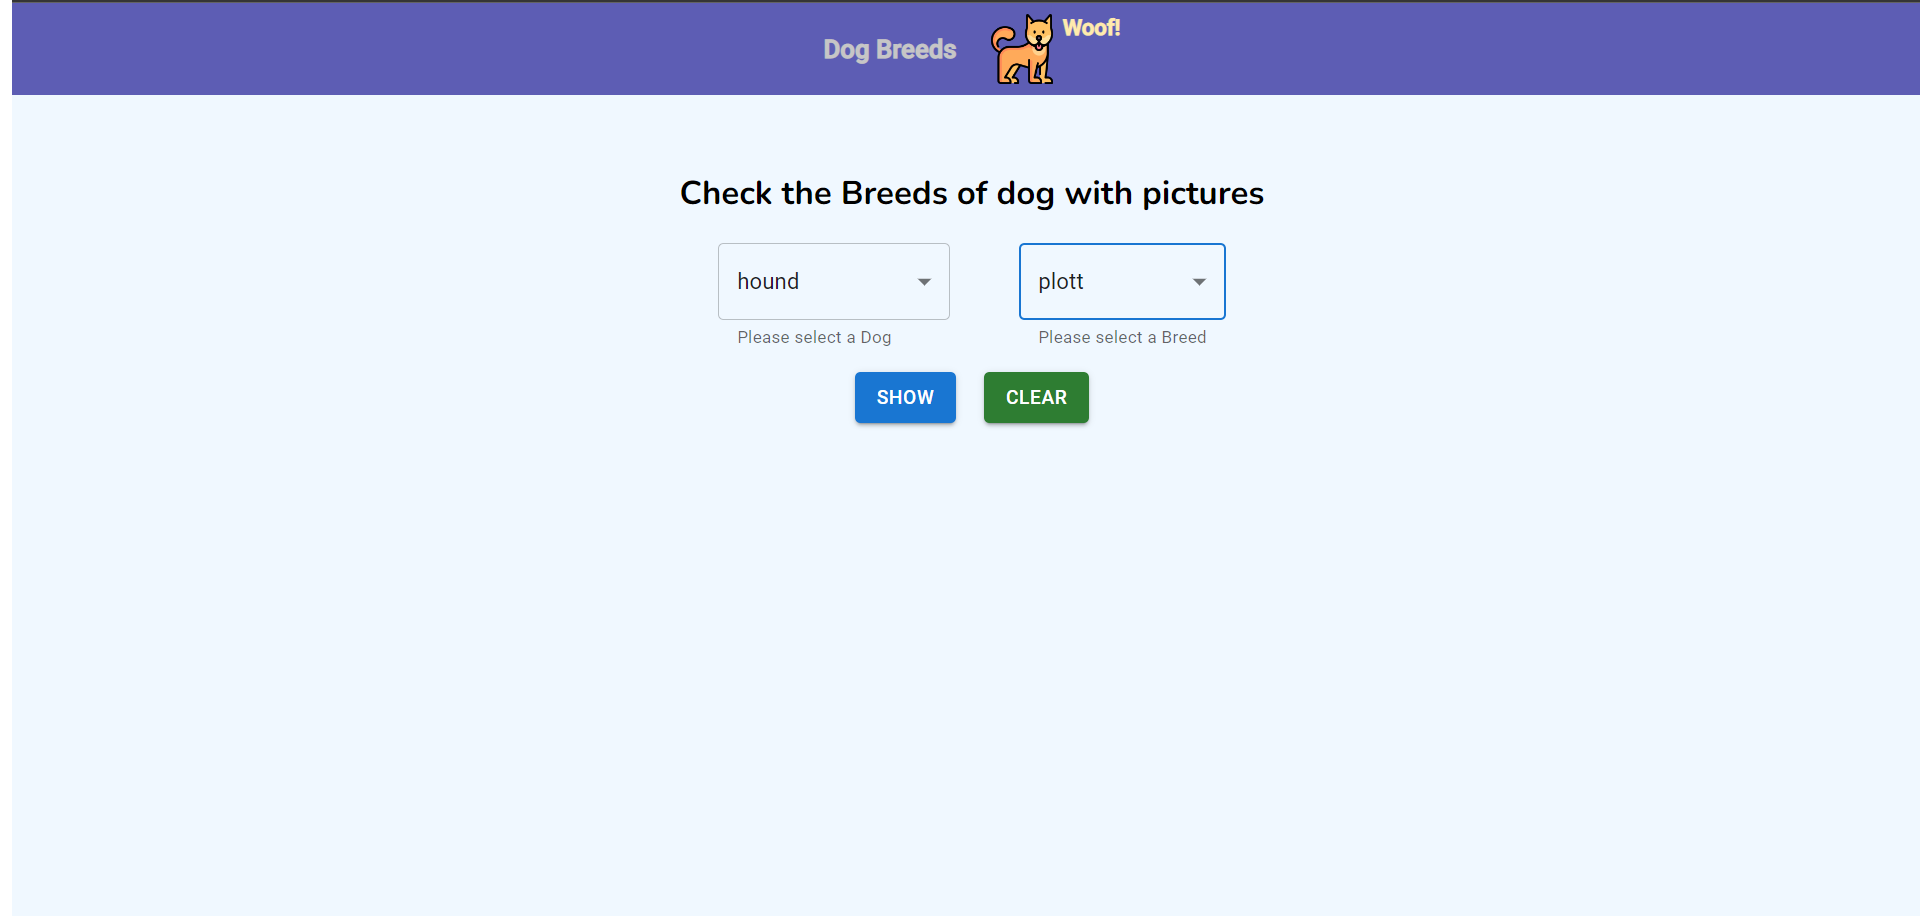 Dog Breeds
Woof!
Check the Breeds of dog with pictures
hound
plott
Please select a Dog
Please select a Breed
SHOW
CLEAR